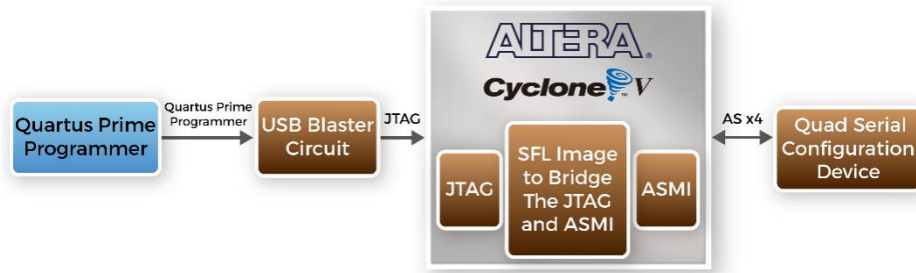 ALTERA®
Cyclone™ V
Quartus Prime
Programmer
Quartus Prime
Programmer
USB Blaster
Circuit
JTAG
JTAG
SFL Image
to Bridge
The JTAG
and ASMI
ASMI
AS x4
Quad Serial
Configuration
Device